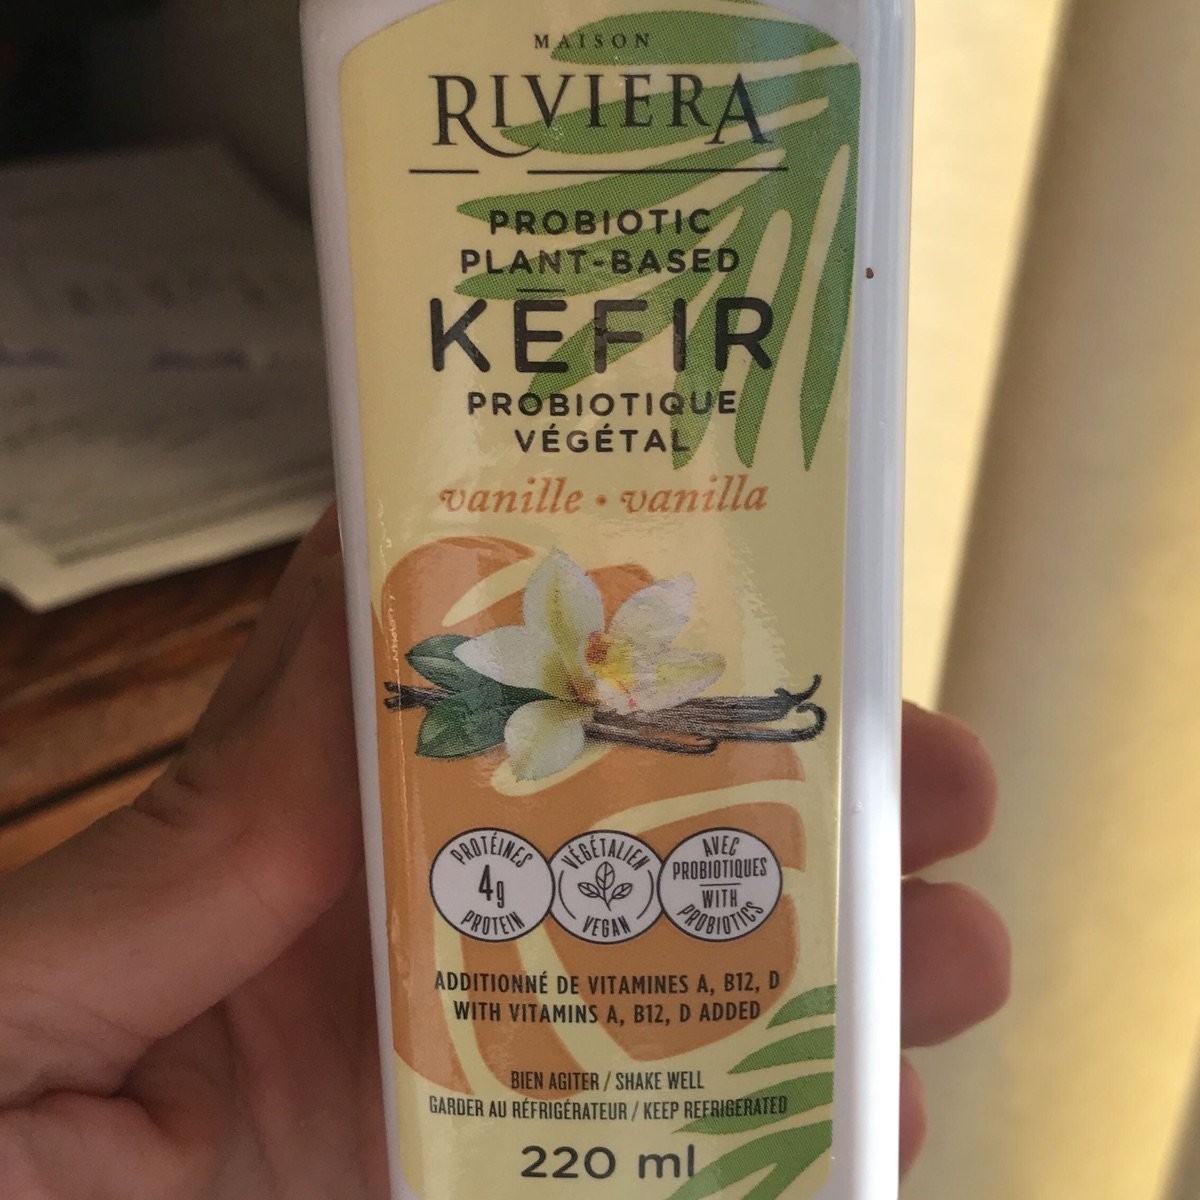 MAISON
RIVIERA
PROBIOTIC
PLANT-BASED
KĒFIR
PROBIOTIQUE
VÉGÉTAL
vanille • vanilla
PROTÉINES
4g
PROTEIN
VÉGÉTALIEN
VEGAN
AVEC
PROBIOTIQUES
WITH
PROBIOTICS
ADDITIONNÉ DE VITAMINES A, B12, D
WITH VITAMINS A, B12, D ADDED
BIEN AGITER / SHAKE WELL
GARDER AU RÉFRIGÉRATEUR / KEEP REFRIGERATED
220 ml